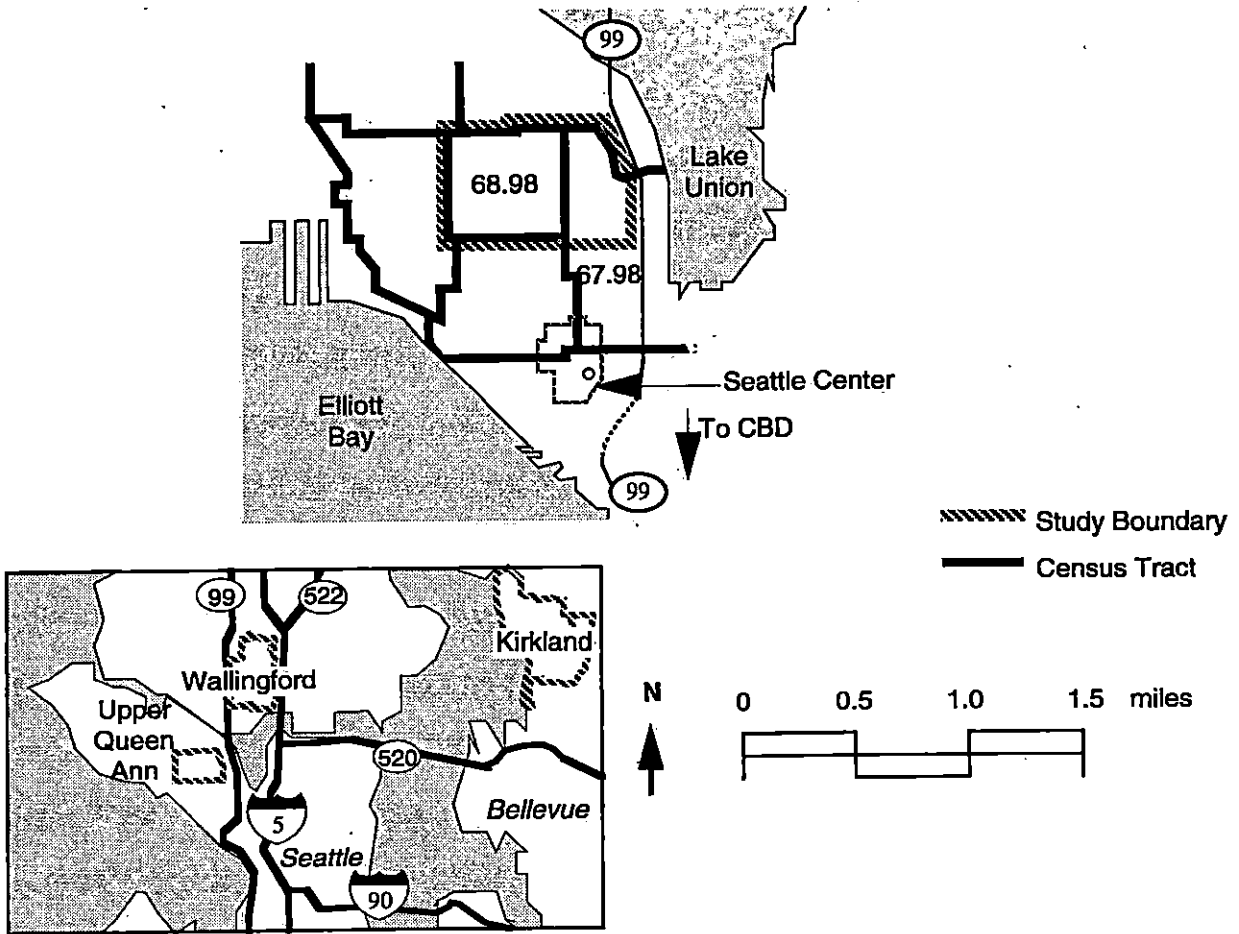 99
68.98
Lake
Union
67.98
Seattle Center
Elliott
Bay
To CBD
99
Study Boundary
Census Tract
99
522
Kirkland
Wallingford
Upper
Queen
Ann
520
5
Bellevue
Seattle
90
N
0 0.5 1.0 1.5 miles